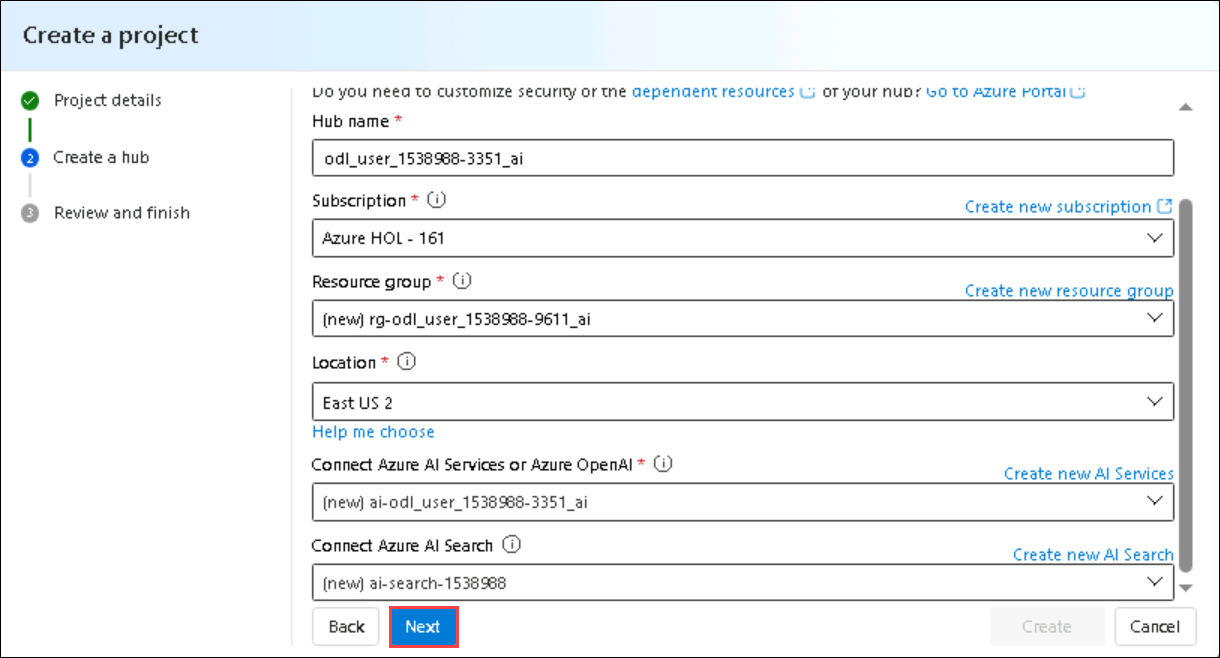 Create a project
Project details
2
Create a hub
3
Review and finish
Do you need to customize security or the dependent resources of your hub? Go to Azure Portal
Hub name *
odl_user_1538988-3351_ai
Subscription *
Create new subscription
Azure HOL - 161
Resource group *
Create new resource group
(new) rg-odl_user_1538988-9611_ai
Location *
East US 2
Help me choose
Connect Azure AI Services or Azure OpenAI *
Create new AI Services
(new) ai-odl_user_1538988-3351_ai
Connect Azure AI Search
Create new AI Search
(new) ai-search-1538988
Back
Next
Create
Cancel